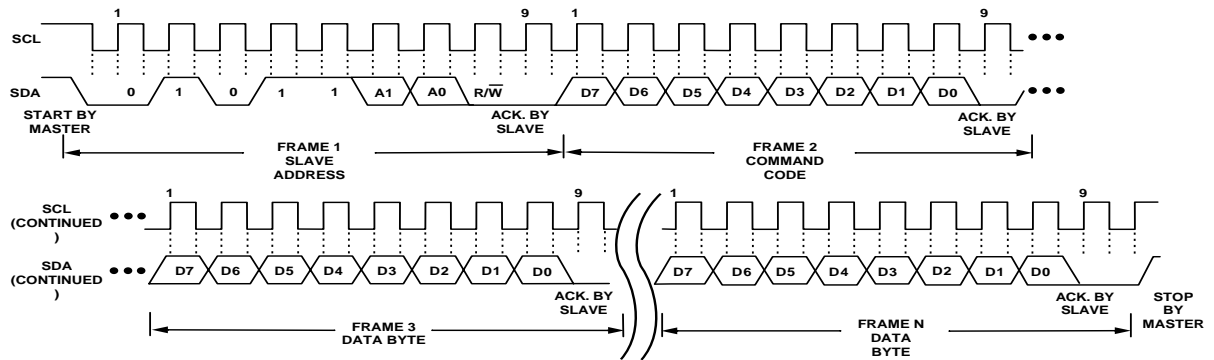 1 9 1 9
SCL
SDA 0 1 0 1 1 A1 A0 R/W D7 D6 D5 D4 D3 D2 D1 D0
START BY
MASTER
ACK. BY
SLAVE
ACK. BY
SLAVE
FRAME 1
SLAVE
ADDRESS
FRAME 2
COMMAND
CODE
1 9 1 9
SCL
(CONTINUED
)
SDA
(CONTINUED
)
D7 D6 D5 D4 D3 D2 D1 D0 D7 D6 D5 D4 D3 D2 D1 D0
ACK. BY
SLAVE
ACK. BY
SLAVE
STOP
BY
MASTER
FRAME 3
DATA BYTE
FRAME N
DATA
BYTE